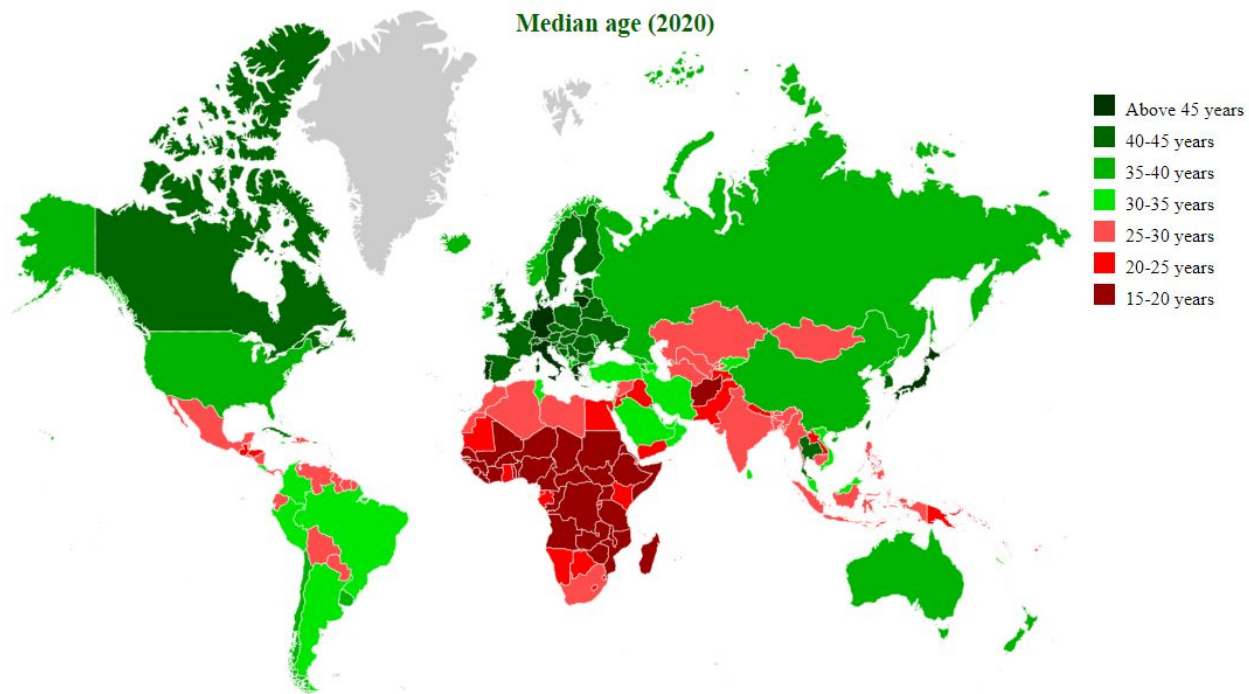 Median age (2020)
Above 45 years
40-45 years
35-40 years
30-35 years
25-30 years
20-25 years
15-20 years